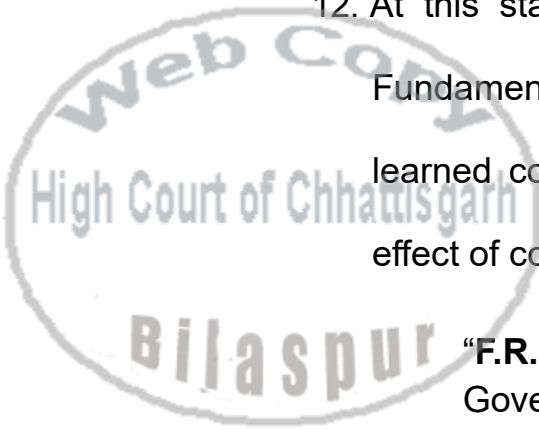 12. At this sta
Web Copy
Fundamen
learned co
High Court of Chhattisgarh
effect of co
Bilaspur
“F.R.
Gove